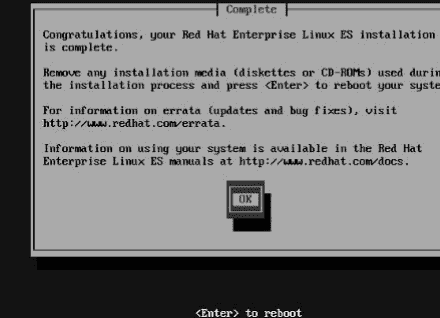 Complete
Congratulations, your Red Hat Enterprise Linux ES installation
is complete.
Remove any installation media (diskettes or CD-ROMs) used
the installation process and press <Enter> to reboot your
For information on errata (updates and bug fixes), visit
http://www.redhat.com/errata.
Information on using your system is available in the Red Hat
Enterprise Linux ES manuals at http://www.redhat.com/docs.
OK
<Enter> to reboot